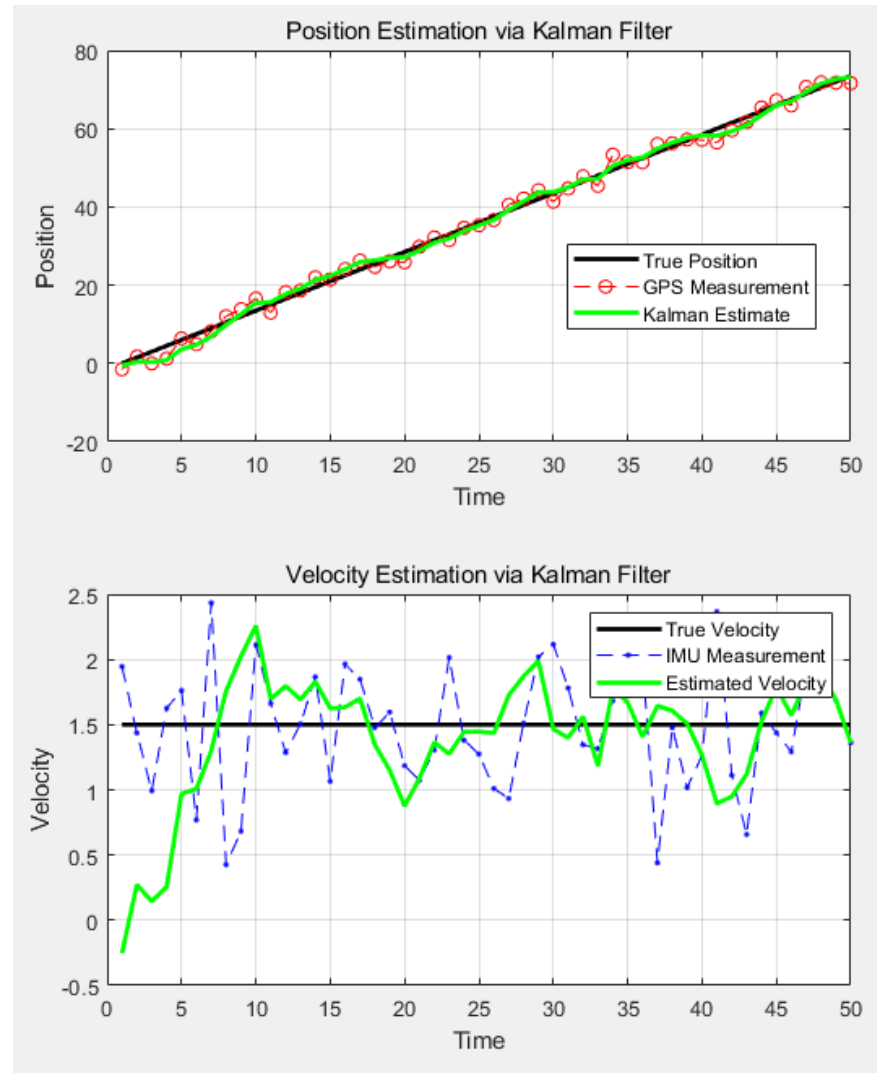 Position Estimation via Kalman Filter
80
60
40
20
0
-20
Position
True Position
GPS Measurement
Kalman Estimate
0 5 10 15 20 25 30 35 40 45 50
Time
Velocity Estimation via Kalman Filter
2.5
2
1.5
1
0.5
0
-0.5
Velocity
True Velocity
IMU Measurement
Estimated Velocity
0 5 10 15 20 25 30 35 40 45 50
Time